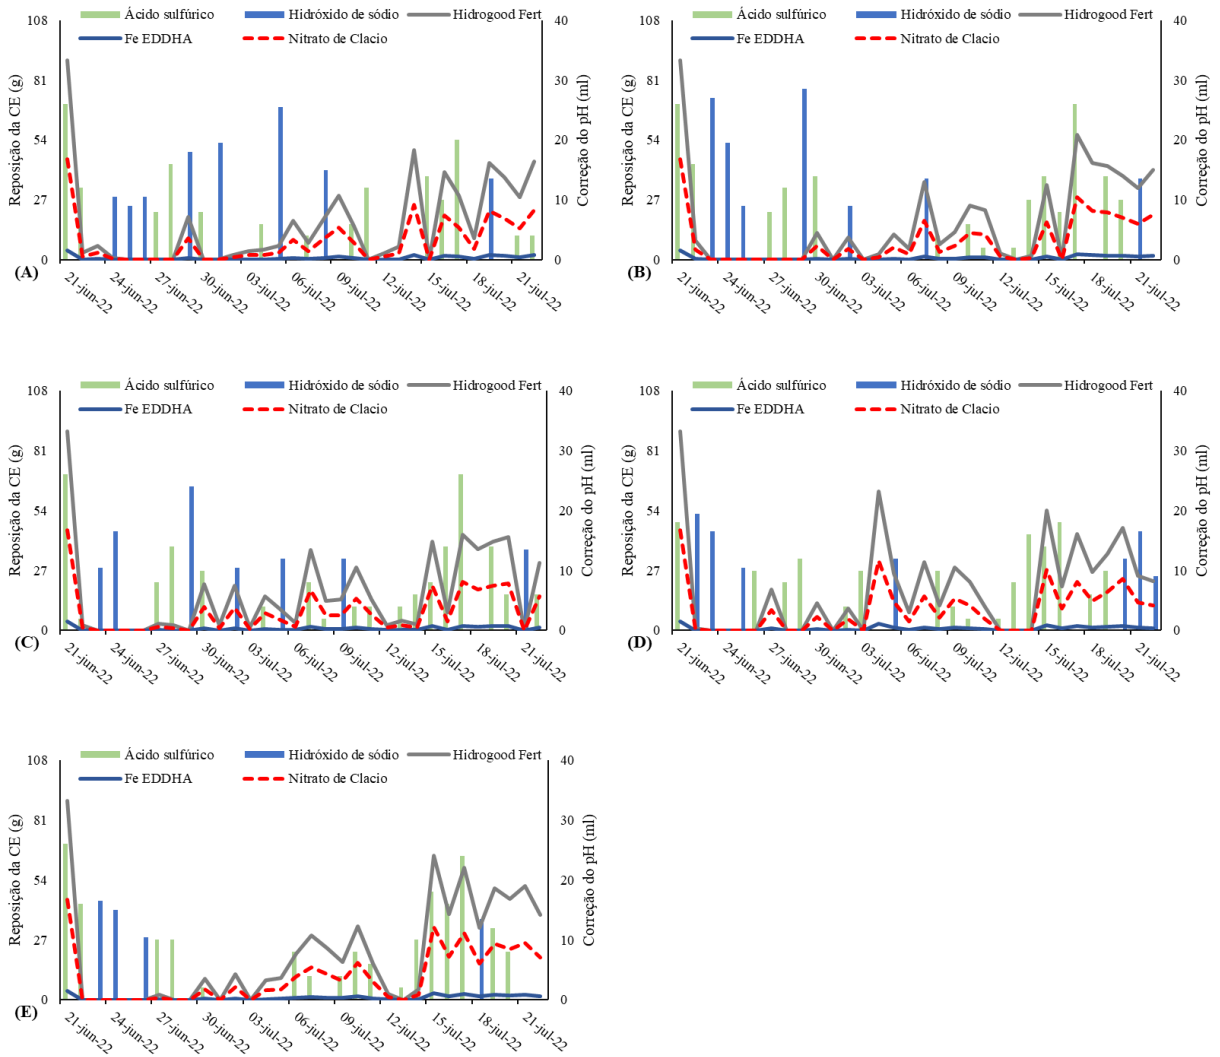 Ácido sulfúrico Hidróxido de sódio Hidrogood Fert
Fe EDDHA Nitrato de Clacio
Reposição da CE (g)
108
81
54
27
0
Correção do pH (ml)
40
30
20
10
0
21-jun-22 24-jun-22 27-jun-22 30-jun-22 03-jul-22 06-jul-22 09-jul-22 12-jul-22 15-jul-22 18-jul-22 21-jul-22
(A)
Ácido sulfúrico Hidróxido de sódio Hidrogood Fert
Fe EDDHA Nitrato de Clacio
Reposição da CE (g)
108
81
54
27
0
Correção do pH (ml)
40
30
20
10
0
21-jun-22 24-jun-22 27-jun-22 30-jun-22 03-jul-22 06-jul-22 09-jul-22 12-jul-22 15-jul-22 18-jul-22 21-jul-22
(B)
Ácido sulfúrico Hidróxido de sódio Hidrogood Fert
Fe EDDHA Nitrato de Clacio
Reposição da CE (g)
108
81
54
27
0
Correção do pH (ml)
40
30
20
10
0
21-jun-22 24-jun-22 27-jun-22 30-jun-22 03-jul-22 06-jul-22 09-jul-22 12-jul-22 15-jul-22 18-jul-22 21-jul-22
(C)
Ácido sulfúrico Hidróxido de sódio Hidrogood Fert
Fe EDDHA Nitrato de Clacio
Reposição da CE (g)
108
81
54
27
0
Correção do pH (ml)
40
30
20
10
0
21-jun-22 24-jun-22 27-jun-22 30-jun-22 03-jul-22 06-jul-22 09-jul-22 12-jul-22 15-jul-22 18-jul-22 21-jul-22
(D)
Ácido sulfúrico Hidróxido de sódio Hidrogood Fert
Fe EDDHA Nitrato de Clacio
Reposição da CE (g)
108
81
54
27
0
Correção do pH (ml)
40
30
20
10
0
21-jun-22 24-jun-22 27-jun-22 30-jun-22 03-jul-22 06-jul-22 09-jul-22 12-jul-22 15-jul-22 18-jul-22 21-jul-22
(E)